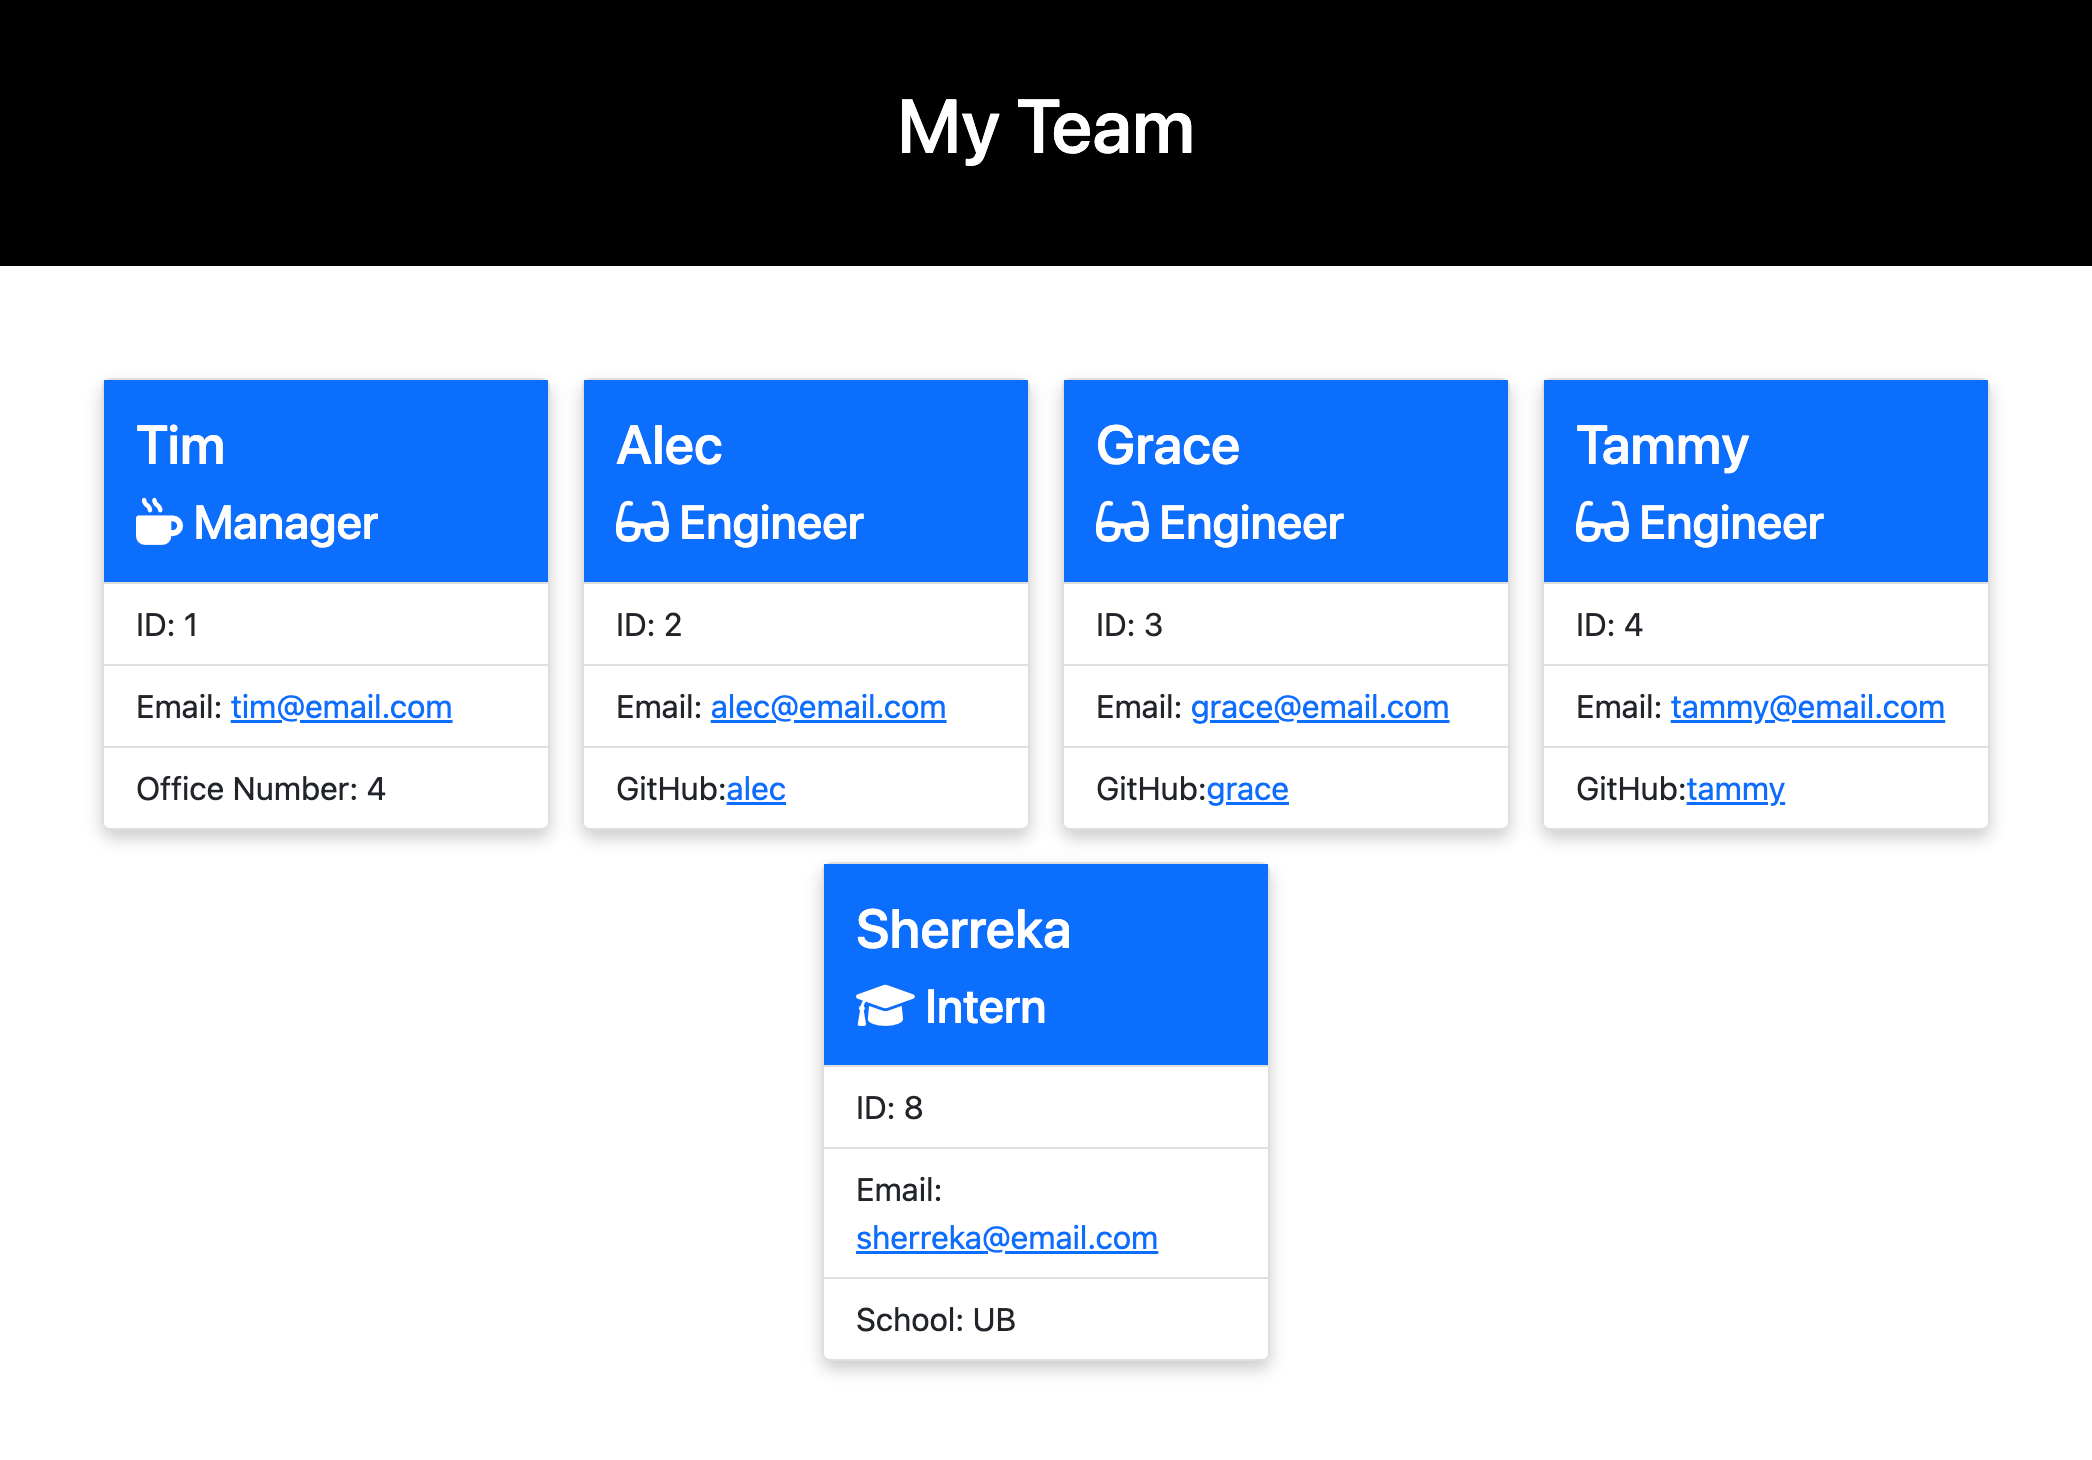 My Team
Tim
Manager
ID: 1
Email: tim@email.com
Office Number: 4
Alec
Engineer
ID: 2
Email: alec@email.com
GitHub:alec
Grace
Engineer
ID: 3
Email: grace@email.com
GitHub:grace
Tammy
Engineer
ID: 4
Email: tammy@email.com
GitHub:tammy
Sherreka
Intern
ID: 8
Email:
sherreka@email.com
School: UB